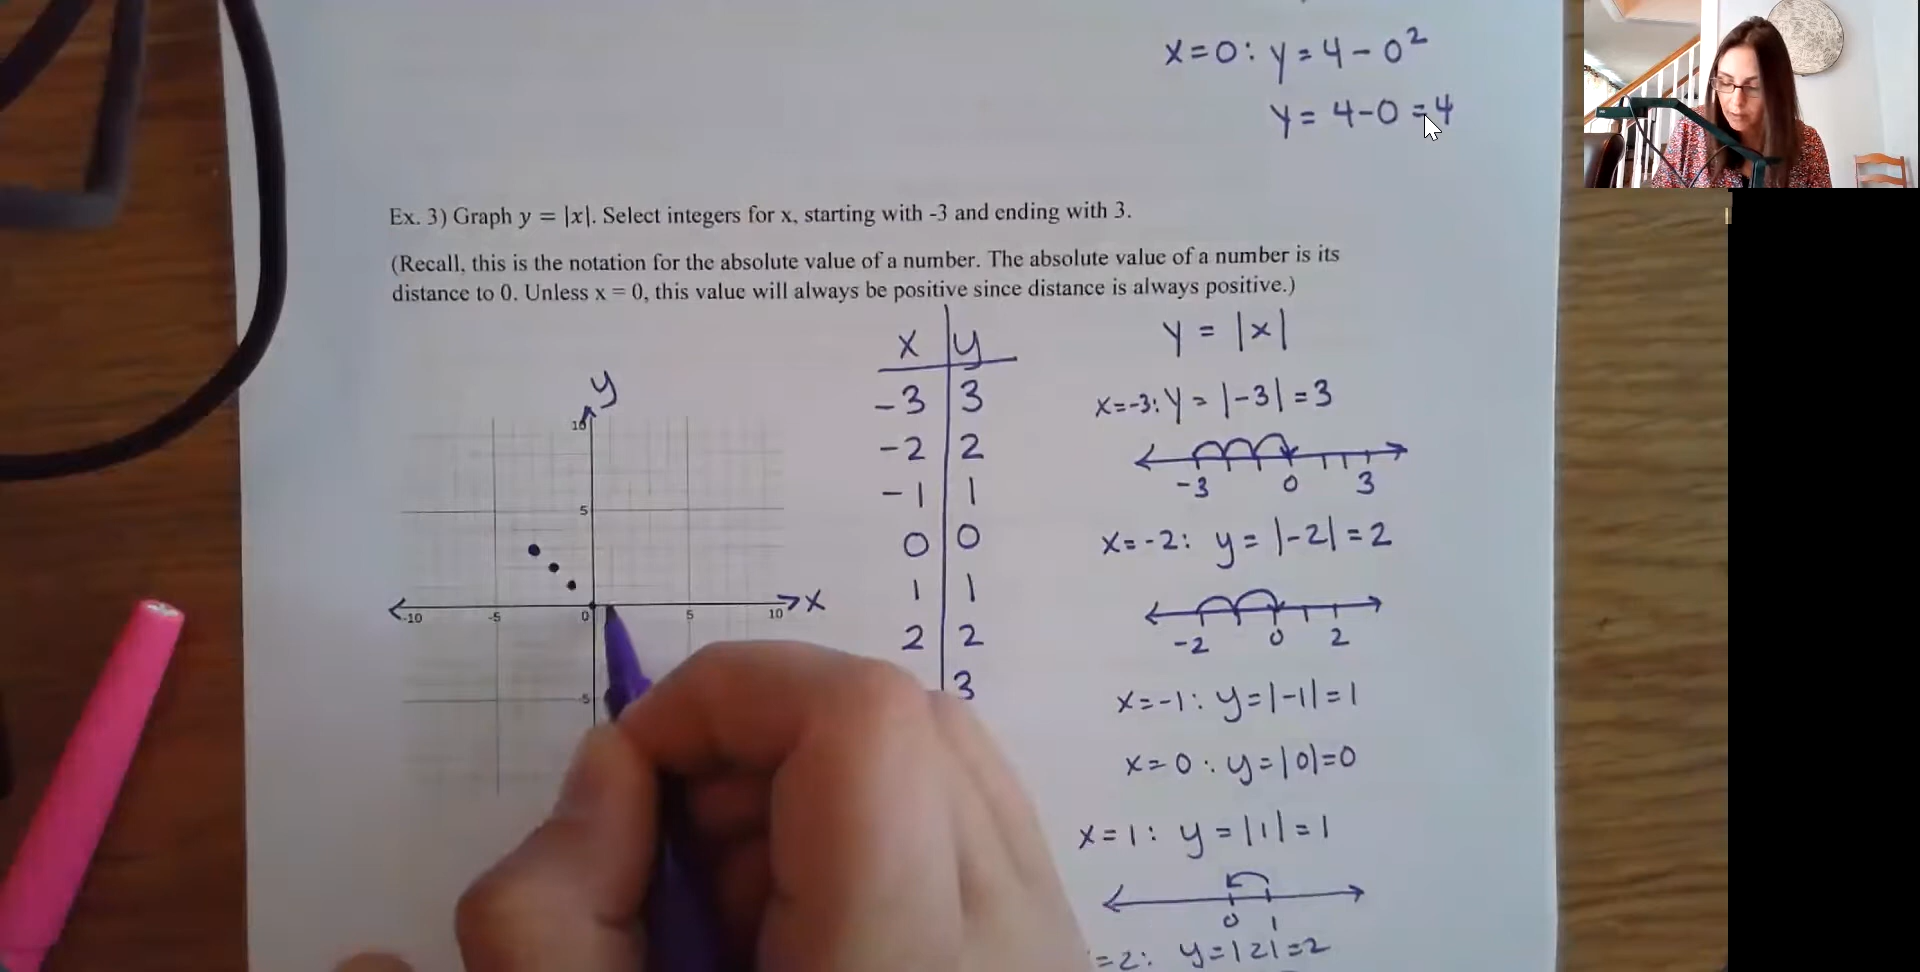 x=0: y=4-0²
y=4-0=4
Ex. 3) Graph y = |x|. Select integers for x, starting with -3 and ending with 3.
(Recall, this is the notation for the absolute value of a number. The absolute value of a number is its
distance to 0. Unless x = 0, this value will always be positive since distance is always positive.)
y
10
5
-10 -5 0 5 10 x
-5
x y
-3 3
-2 2
-1 1
0 0
1 1
2 2
3
y = |x|
x=-3: y = |-3| = 3
-3 0 3
x=-2: y = |-2| = 2
-2 0 2
x=-1: y=|-1|=1
x=0: y=|0|=0
x=1: y=|1|=1
0 1
=2: y=|2|=2